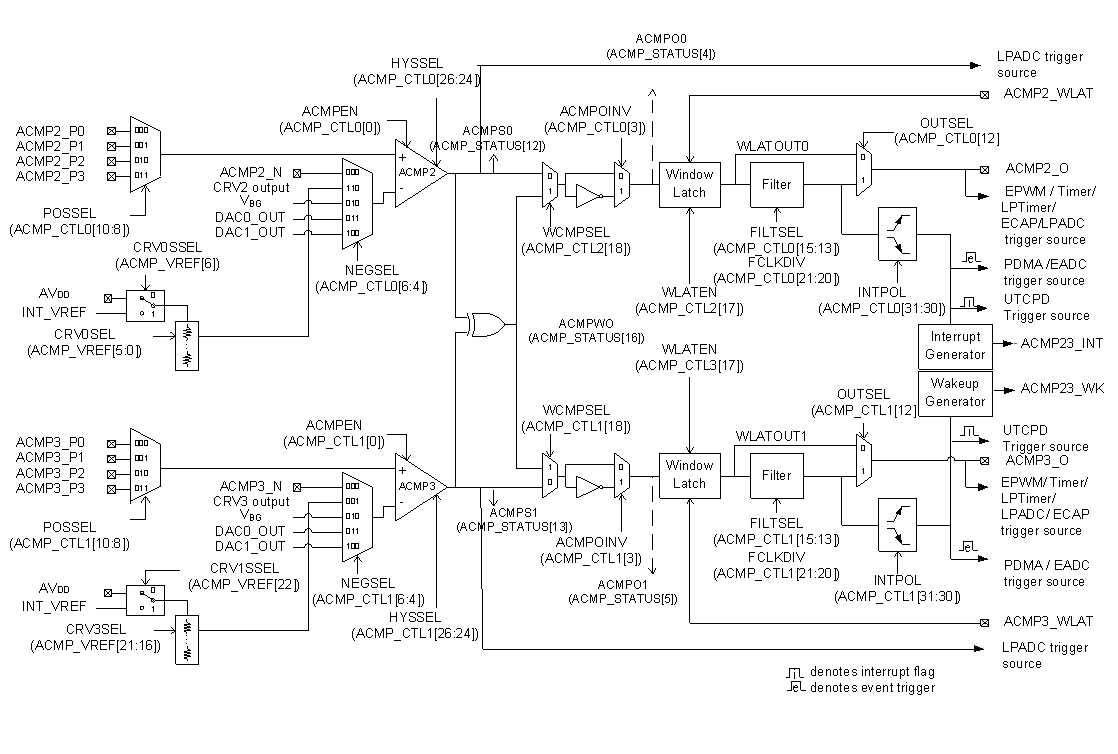 ACMPO0
(ACMP_STATUS[4])
LPADC trigger
source
HYSSEL
(ACMP_CTL0[26:24])
ACMP2_WLAT
ACMPEN
(ACMP_CTL0[0])
ACMPS0
(ACMP_STATUS[12])
ACMPOINV
(ACMP_CTL0[3])
OUTSEL
(ACMP_CTL0[12]
ACMP2_P0
ACMP2_P1
ACMP2_P2
ACMP2_P3
000
001
010
011
POSSEL
(ACMP_CTL0[10:8])
ACMP2_N
CRV2 output
VBG
DAC0_OUT
DAC1_OUT
000
110
010
011
100
NEGSEL
(ACMP_CTL0[6:4])
+
ACMP2
-
0
1
WCMPSEL
(ACMP_CTL2[18])
0
1
Window
Latch
WLATOUT0
Filter
0
1
ACMP2_O
EPWM / Timer/
LPTimer/
ECAP/LPADC
trigger source
FILTSEL
(ACMP_CTL0[15:13])
FCLKDIV
(ACMP_CTL0[21:20])
WLATEN
(ACMP_CTL2[17])
INTPOL
(ACMP_CTL0[31:30])
e
PDMA /EADC
trigger source
UTCPD
Trigger source
CRV0SSEL
(ACMP_VREF[6])
AVDD
INT_VREF
0
1
CRV0SEL
(ACMP_VREF[5:0])
ACMPWO
(ACMP_STATUS[16])
Interrupt
Generator
ACMP23_INT
Wakeup
Generator
ACMP23_WK
WLATEN
(ACMP_CTL3[17])
WCMPSEL
(ACMP_CTL1[18])
OUTSEL
(ACMP_CTL1[12]
ACMPEN
(ACMP_CTL1[0])
ACMP3_P0
ACMP3_P1
ACMP3_P2
ACMP3_P3
000
001
010
011
POSSEL
(ACMP_CTL1[10:8])
ACMP3_N
CRV3 output
VBG
DAC0_OUT
DAC1_OUT
000
001
010
011
100
NEGSEL
(ACMP_CTL1[6:4])
+
ACMP3
-
0
1
0
1
Window
Latch
WLATOUT1
Filter
0
1
UTCPD
Trigger source
ACMP3_O
EPWM/ Timer/
LPTimer/
LPADC/ ECAP
trigger source
ACMPS1
(ACMP_STATUS[13])
ACMPOINV
(ACMP_CTL1[3])
FILTSEL
(ACMP_CTL1[15:13])
FCLKDIV
(ACMP_CTL1[21:20])
ACMPO1
(ACMP_STATUS[5])
INTPOL
(ACMP_CTL1[31:30])
e
PDMA / EADC
trigger source
CRV1SSEL
(ACMP_VREF[22])
AVDD
INT_VREF
0
1
CRV3SEL
(ACMP_VREF[21:16])
HYSSEL
(ACMP_CTL1[26:24])
ACMP3_WLAT
LPADC trigger
source
denotes interrupt flag
e denotes event trigger